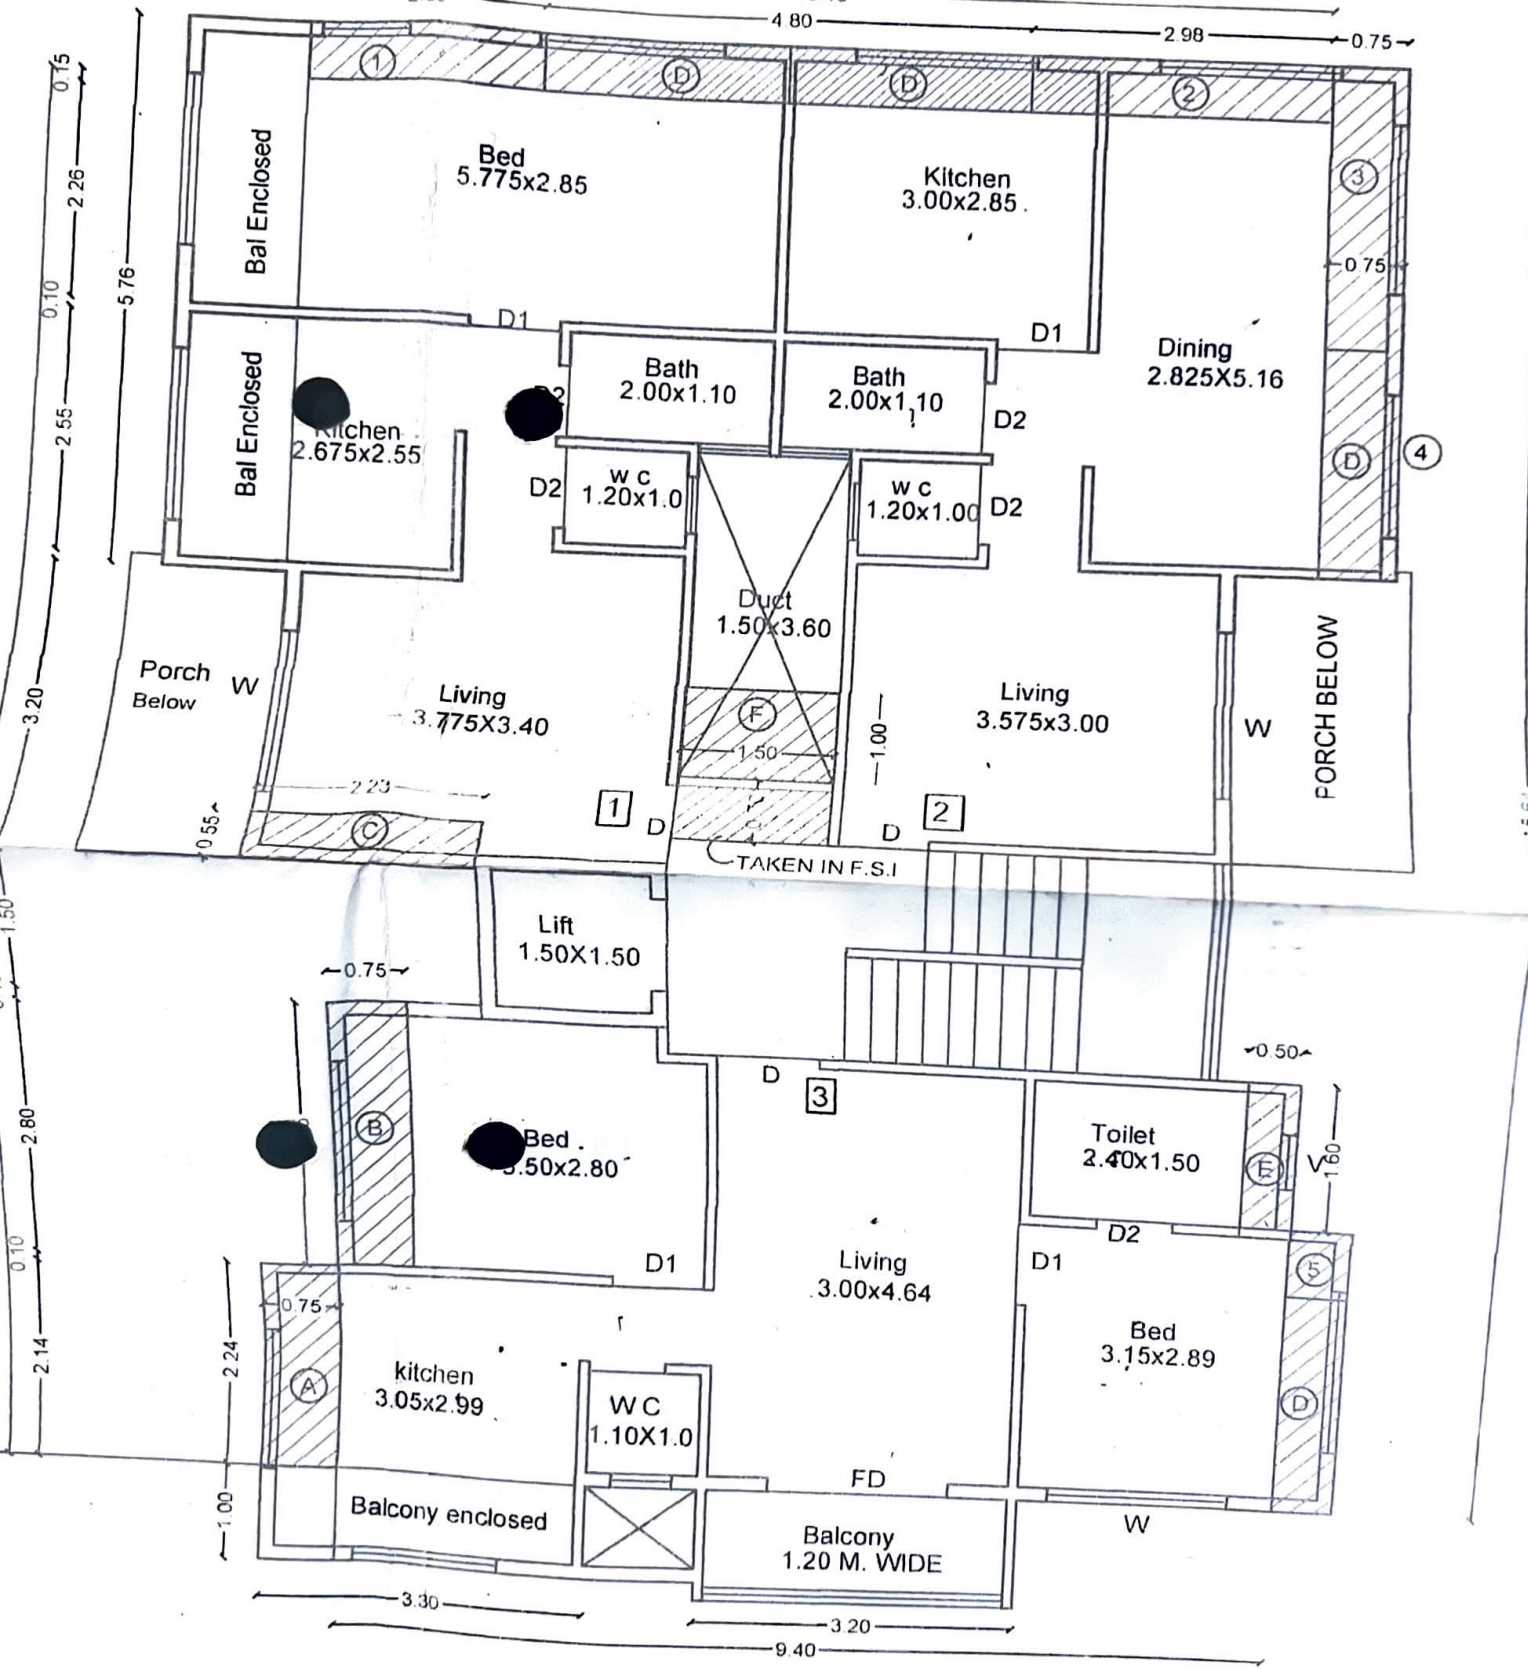 4.80
2.98
0.75
0.15
1
D
D
2
2.26
5.76
Bal Enclosed
Bed
5.775x2.85
Kitchen
3.00x2.85
3
0.75
0.10
D1
D1
Dining
2.825X5.16
Bath
2.00x1.10
Bath
2.00x1.10
D2
2.55
Bal Enclosed
Kitchen
2.675x2.55
D
4
D2
W C
1.20x1.0
W C
1.20x1.00
D2
Duct
1.50x3.60
PORCH BELOW
Porch
Below
W
3.20
Living
3.775X3.40
F
1.50
1.00
Living
3.575x3.00
W
2.23
0.55
C
1
D
D
2
TAKEN IN F.S.I
1.50
Lift
1.50X1.50
0.75
0.50
D
3
2.80
B
Bed
.50x2.80
Toilet
2.40x1.50
E
V
1.60
D2
0.10
D1
Living
3.00x4.64
D1
5
0.75
2.14
2.24
A
kitchen
3.05x2.99
Bed
3.15x2.89
D
W C
1.10X1.0
FD
1.00
Balcony enclosed
Balcony
1.20 M. WIDE
W
3.30
3.20
9.40